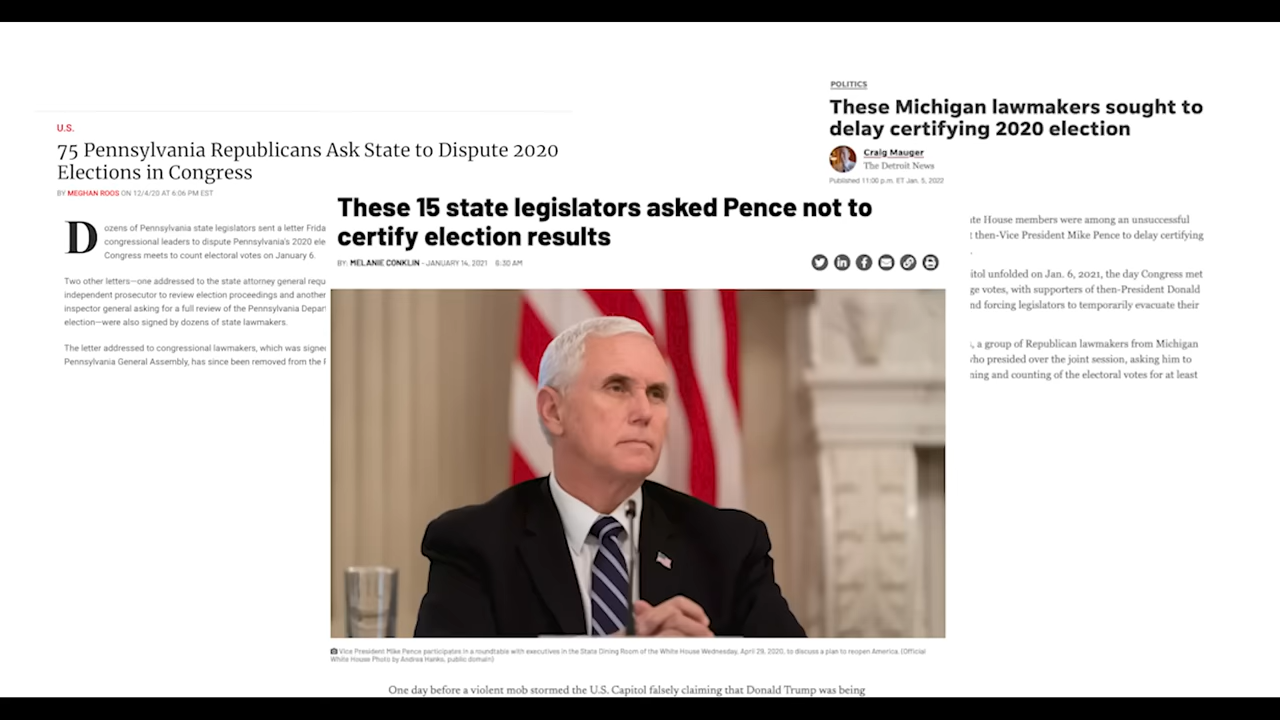 U.S.
75 Pennsylvania Republicans Ask State to Dispute 2020
Elections in Congress
BY MEGHAN ROOS ON 12/4/20 AT 6:06 PM EST
Dozens of Pennsylvania state legislators sent a letter Frida
congressional leaders to dispute Pennsylvania's 2020 ele
Congress meets to count electoral votes on January 6.
Two other letters—one addressed to the state attorney general requ
independent prosecutor to review election proceedings and another
inspector general asking for a full review of the Pennsylvania Depar
election—were also signed by dozens of state lawmakers.
The letter addressed to congressional lawmakers, which was signe
Pennsylvania General Assembly, has since been removed from the
These 15 state legislators asked Pence not to
certify election results
BY: MELANIE CONKLIN - JANUARY 14, 2021 6:30 AM
Vice President Mike Pence participates in a roundtable with executives in the State Dining Room of the White House Wednesday, April 29, 2020, to discuss a plan to reopen America. (Official
White House Photo by Andrea Hanks, public domain)
One day before a violent mob stormed the U.S. Capitol falsely claiming that Donald Trump was being
POLITICS
These Michigan lawmakers sought to
delay certifying 2020 election
Craig Mauger
The Detroit News
Published 11:00 p.m. ET Jan. 5, 2022
te House members were among an unsuccessful
t then-Vice President Mike Pence to delay certifying
itol unfolded on Jan. 6, 2021, the day Congress met
ge votes, with supporters of then-President Donald
nd forcing legislators to temporarily evacuate their
, a group of Republican lawmakers from Michigan
ho presided over the joint session, asking him to
ning and counting of the electoral votes for at least